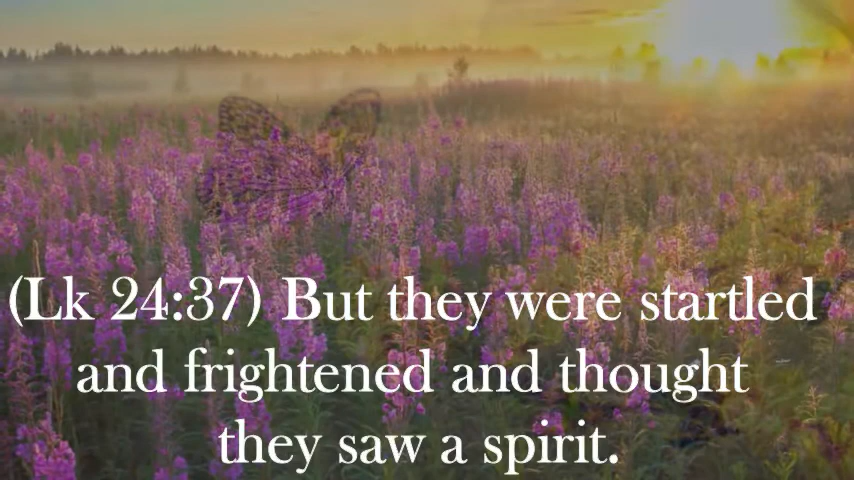 (Lk 24:37) But they were startled
and frightened and thought
they saw a spirit.